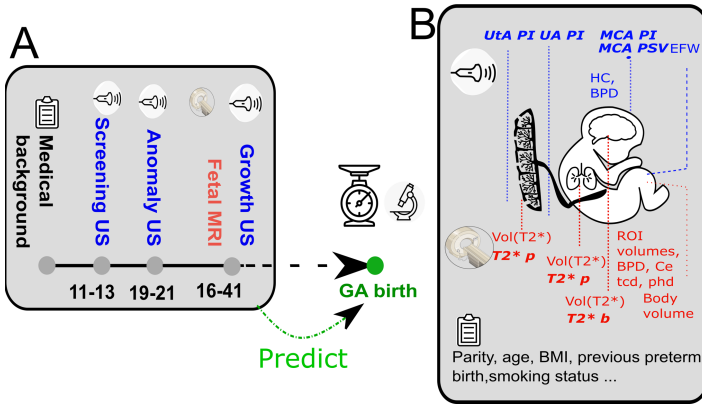 A
Medical
background
Screening US
Anomaly US
Fetal MRI
Growth US
11-13
19-21
16-41
GA birth
Predict
B
UtA PI UA PI MCA PI
MCA PSV EFW
HC,
BPD
Vol(T2*)
T2* p
Vol(T2*)
T2* p
Vol(T2*)
T2* b
ROI
volumes,
BPD, Ce
tcd, phd
Body
volume
Parity, age, BMI, previous preterm
birth,smoking status ...